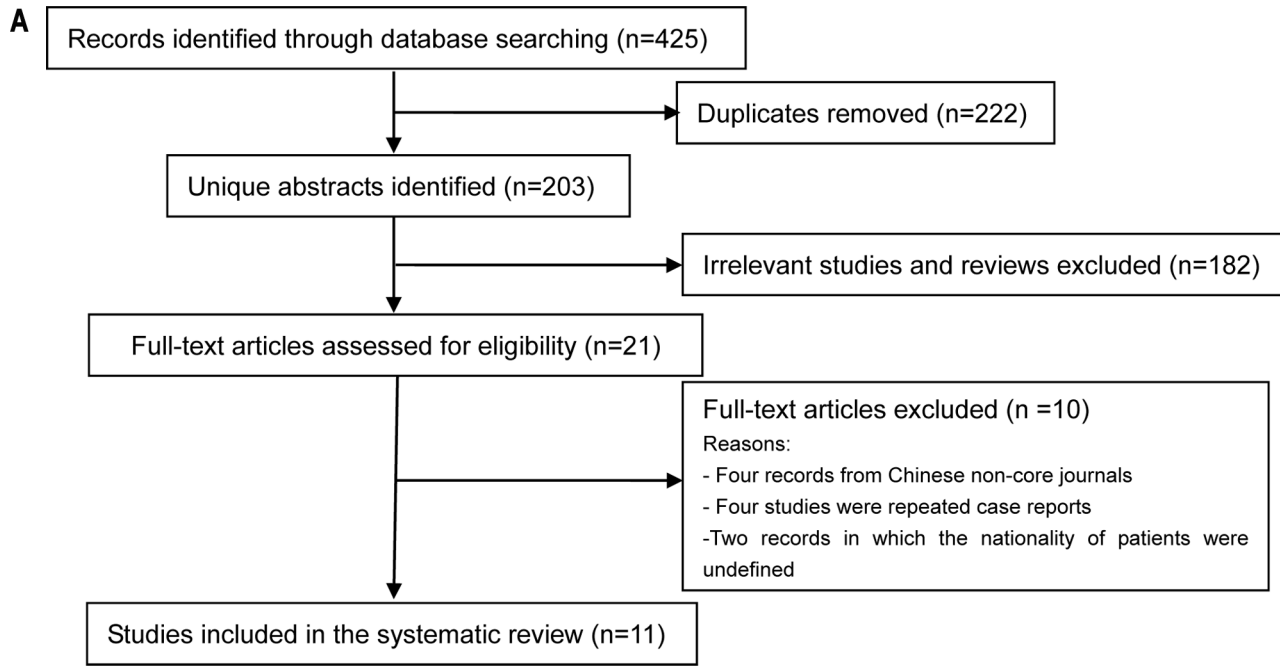 A
Records identified through database searching (n=425)
Duplicates removed (n=222)
Unique abstracts identified (n=203)
Irrelevant studies and reviews excluded (n=182)
Full-text articles assessed for eligibility (n=21)
Full-text articles excluded (n =10)
Reasons:
- Four records from Chinese non-core journals
- Four studies were repeated case reports
-Two records in which the nationality of patients were
undefined
Studies included in the systematic review (n=11)